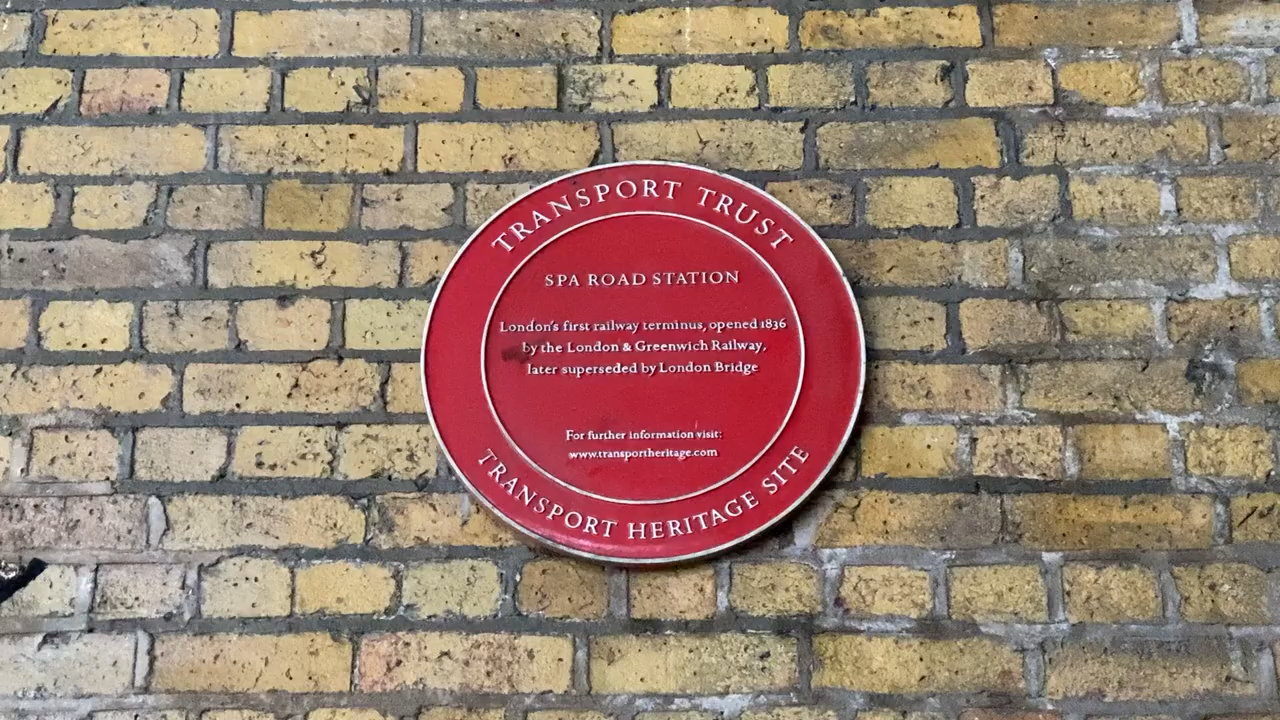 TRANSPORT TRUST
SPA ROAD STATION
London's first railway terminus, opened 1836
by the London & Greenwich Railway,
later superseded by London Bridge
For further information visit:
www.transportheritage.com
TRANSPORT HERITAGE SITE